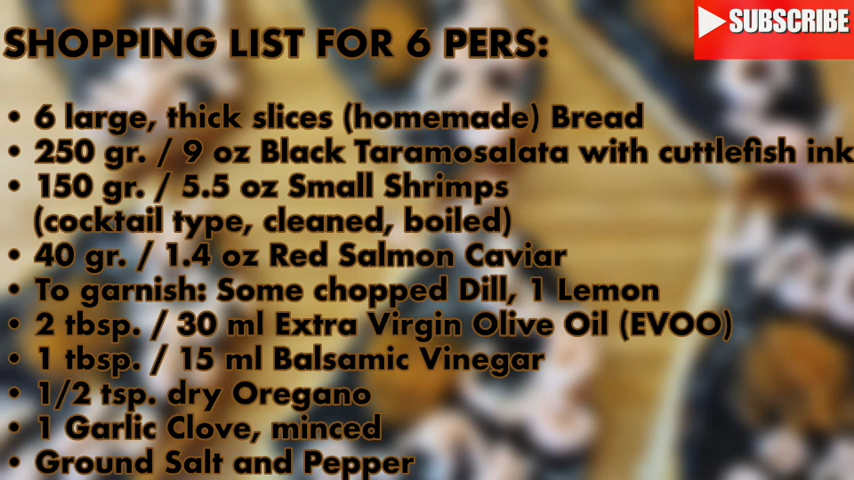 SUBSCRIBE
SHOPPING LIST FOR 6 PERS:
• 6 large, thick slices (homemade) Bread
• 250 gr. / 9 oz Black Taramosalata with cuttlefish ink
• 150 gr. / 5.5 oz Small Shrimps
(cocktail type, cleaned, boiled)
• 40 gr. / 1.4 oz Red Salmon Caviar
• To garnish: Some chopped Dill, 1 Lemon
• 2 tbsp. / 30 ml Extra Virgin Olive Oil (EVOO)
• 1 tbsp. / 15 ml Balsamic Vinegar
• 1/2 tsp. dry Oregano
• 1 Garlic Clove, minced
• Ground Salt and Pepper